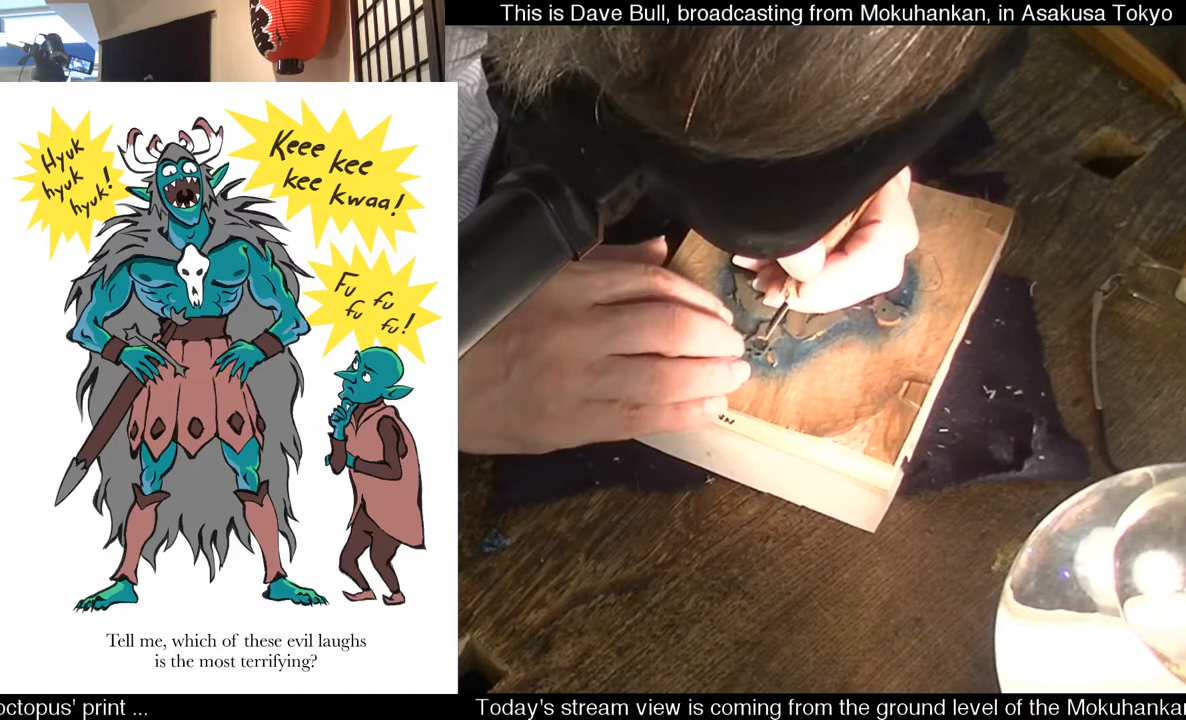 This is Dave Bull, broadcasting from Mokuhankan, in Asakusa Tokyo
Hyuk
hyuk
hyuk!
Keee kee
kee kwaa!
Fu fu
fu fu!
Tell me, which of these evil laughs
is the most terrifying?
octopus' print ...
Today's stream view is coming from the ground level of the Mokuhankan